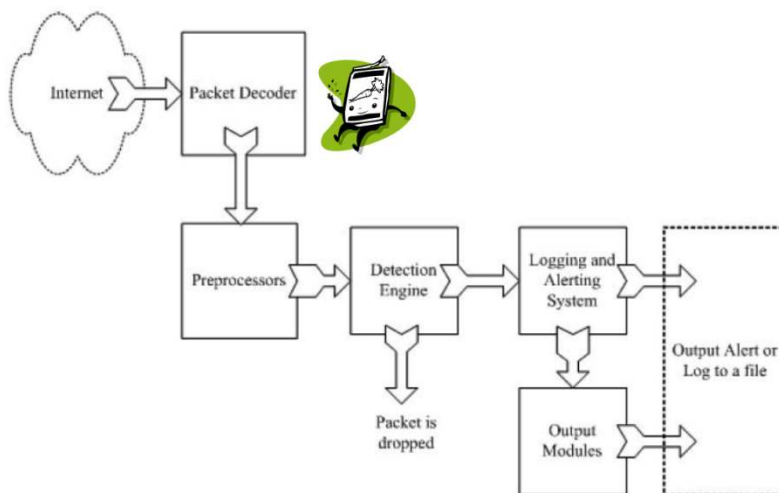 Internet
Packet Decoder
Preprocessors
Detection
Engine
Logging and
Alerting
System
Output Alert or
Log to a file
Packet is
dropped
Output
Modules